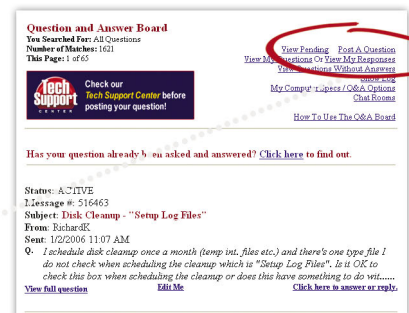 Question and Answer Board
You Searched For: All Questions
Number of Matches: 1621
This Page: 1 of 65
View Pending Post A Question
View My Questions Or View My Responses
View Questions Without Answers
Show Log
My Computer Specs / Q&A Options
Chat Rooms
How To Use The Q&A Board
Tech Support CENTER
Check our
Tech Support Center before
posting your question!
Has your question already been asked and answered? Click here to find out.
Status: ACTIVE
Message #: 516463
Subject: Disk Cleanup - "Setup Log Files"
From: RichardK
Sent: 1/2/2006 11:07 AM
Q. I schedule disk cleanup once a month (temp int. files etc.) and there's one type file I
do not check when scheduling the cleanup which is "Setup Log Files". Is it OK to
check this box when scheduling the cleanup or does this have something to do wit......
View full question Edit Me Click here to answer or reply.